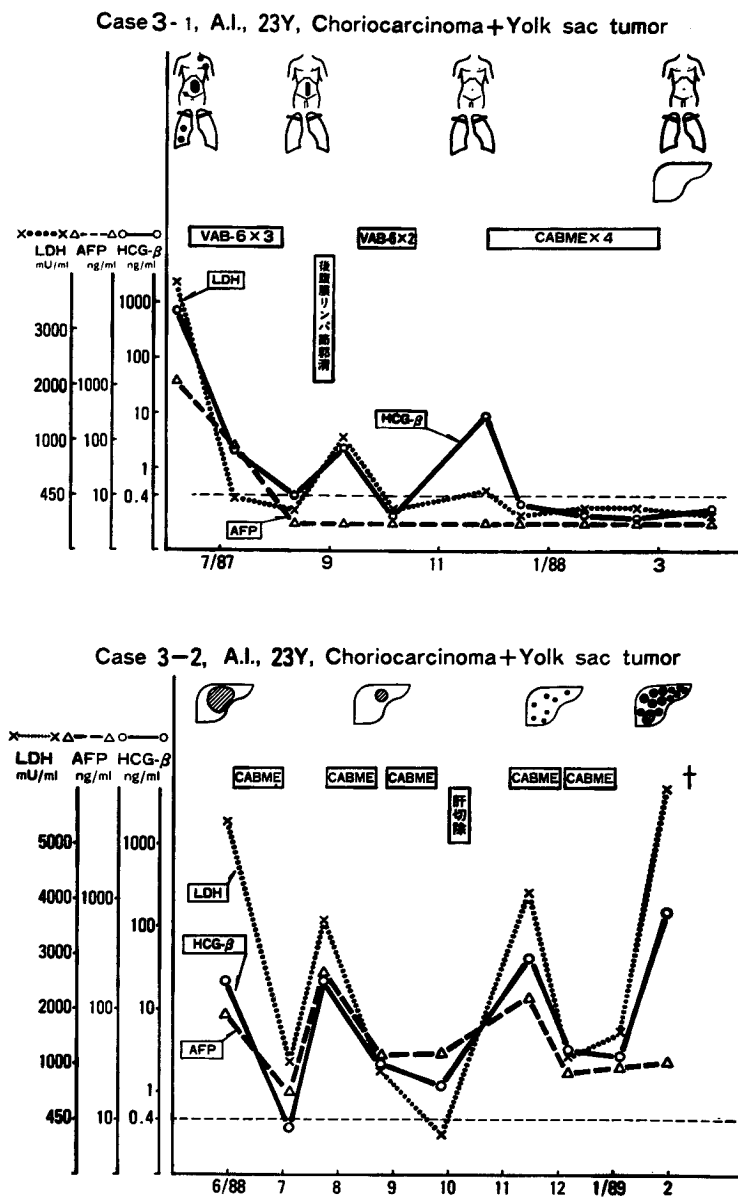 Case 3-1, A.I., 23Y, Choriocarcinoma+Yolk sac tumor
VAB-6×3
VAB-6×2
CABME×4
×••••×△---△○—○
LDH AFP HCG-β
mU/ml ng/ml ng/ml
後腹膜リンパ節郭清
LDH
HCG-β
AFP
3000
2000
1000
450
1000
100
10
1000
100
10
1
0.4
7/87 9 11 1/88 3
Case 3-2, A.I., 23Y, Choriocarcinoma+Yolk sac tumor
CABME CABME CABME CABME CABME †
×••••×△---△○—○
LDH AFP HCG-β
mU/ml ng/ml ng/ml
肝切除
LDH
HCG-β
AFP
5000
4000
3000
2000
1000
450
1000
100
10
1000
100
10
1
0.4
6/88 7 8 9 10 11 12 1/89 2